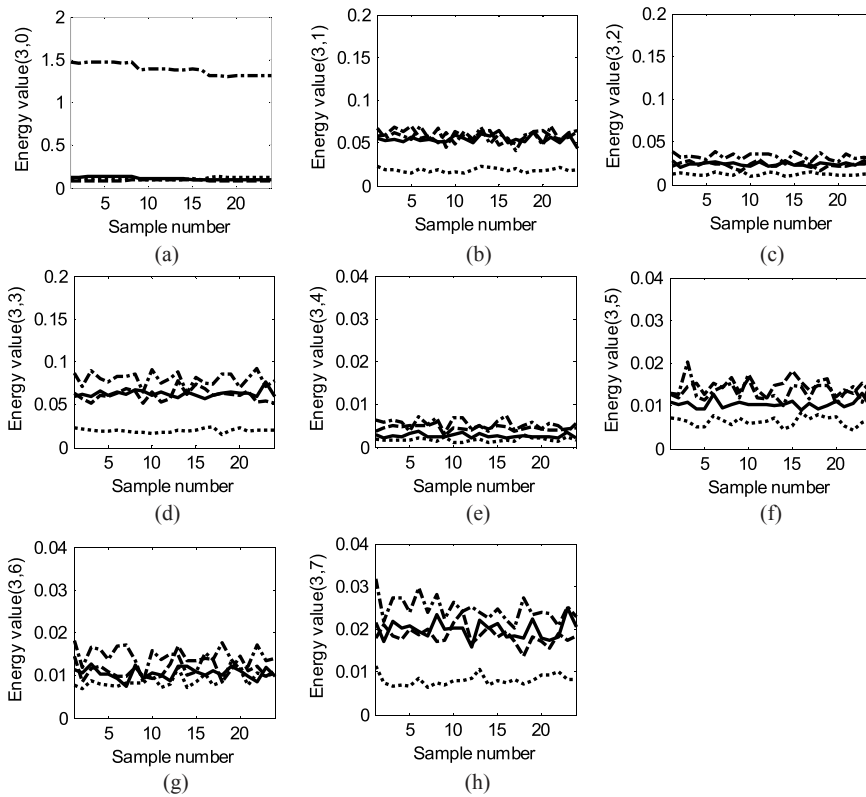 2
1.5
1
0.5
0
5 10 15 20
Energy value(3,0)
Sample number
(a)
0.2
0.15
0.1
0.05
0
5 10 15 20
Energy value(3,1)
Sample number
(b)
0.2
0.15
0.1
0.05
0
5 10 15 20
Energy value(3,2)
Sample number
(c)
0.2
0.15
0.1
0.05
0
5 10 15 20
Energy value(3,3)
Sample number
(d)
0.04
0.03
0.02
0.01
0
5 10 15 20
Energy value(3,4)
Sample number
(e)
0.04
0.03
0.02
0.01
0
5 10 15 20
Energy value(3,5)
Sample number
(f)
0.04
0.03
0.02
0.01
0
5 10 15 20
Energy value(3,6)
Sample number
(g)
0.04
0.03
0.02
0.01
0
5 10 15 20
Energy value(3,7)
Sample number
(h)